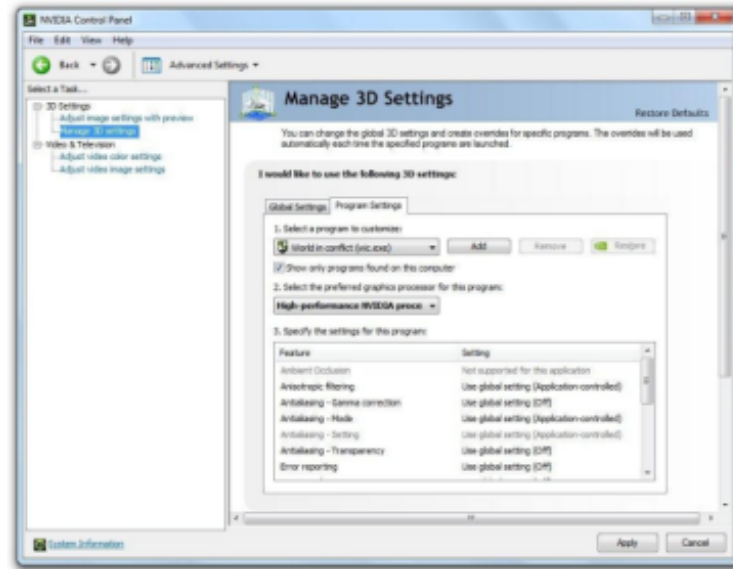 NVIDIA Control Panel
File Edit View Help
Back Advanced Settings
Select a Task...
3D Settings
Adjust image settings with preview
Manage 3D settings
Video & Television
Adjust video color settings
Adjust video image settings
Manage 3D Settings
Restore Defaults
You can change the global 3D settings and create overrides for specific programs. The overrides will be used
automatically each time the specified programs are launched.
I would like to use the following 3D settings:
Global Settings Program Settings
1. Select a program to customize:
World in conflict (wic.exe) Add Remove Restore
Show only programs found on this computer
2. Select the preferred graphics processor for this program:
High-performance NVIDIA proce
3. Specify the settings for this program:
Feature Setting
Ambient Occlusion Not supported for this application
Anisotropic filtering Use global setting (Application-controlled)
Antialiasing - Gamma correction Use global setting (Off)
Antialiasing - Mode Use global setting (Application-controlled)
Antialiasing - Setting Use global setting (Application-controlled)
Antialiasing - Transparency Use global setting (Off)
Error reporting Use global setting (Off)
System Information
Apply Cancel